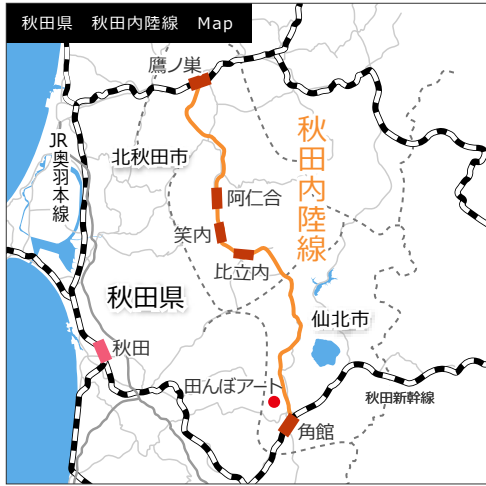 秋田県　秋田内陸線　Map
鷹ノ巣
JR奥羽本線
北秋田市
秋田内陸線
阿仁合
笑内
比立内
秋田県
仙北市
秋田
田んぼアート
秋田新幹線
角館